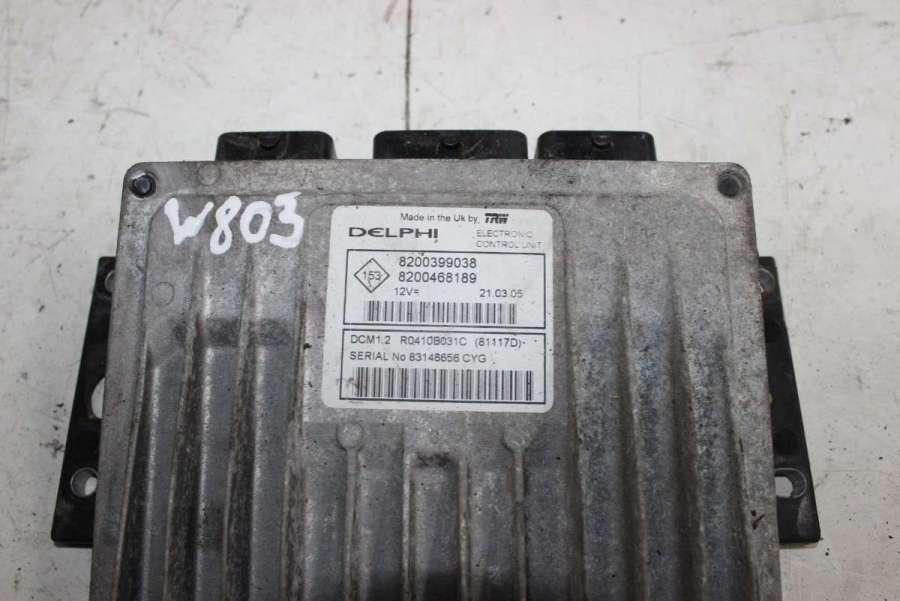 W803
Made in the Uk by TRW
DELPHI ELECTRONIC
CONTROL UNIT
153 8200399038
8200468189
12V= 21.03.05
DCM1.2 R0410B031C (81117D)-
SERIAL No 83148656 CYG